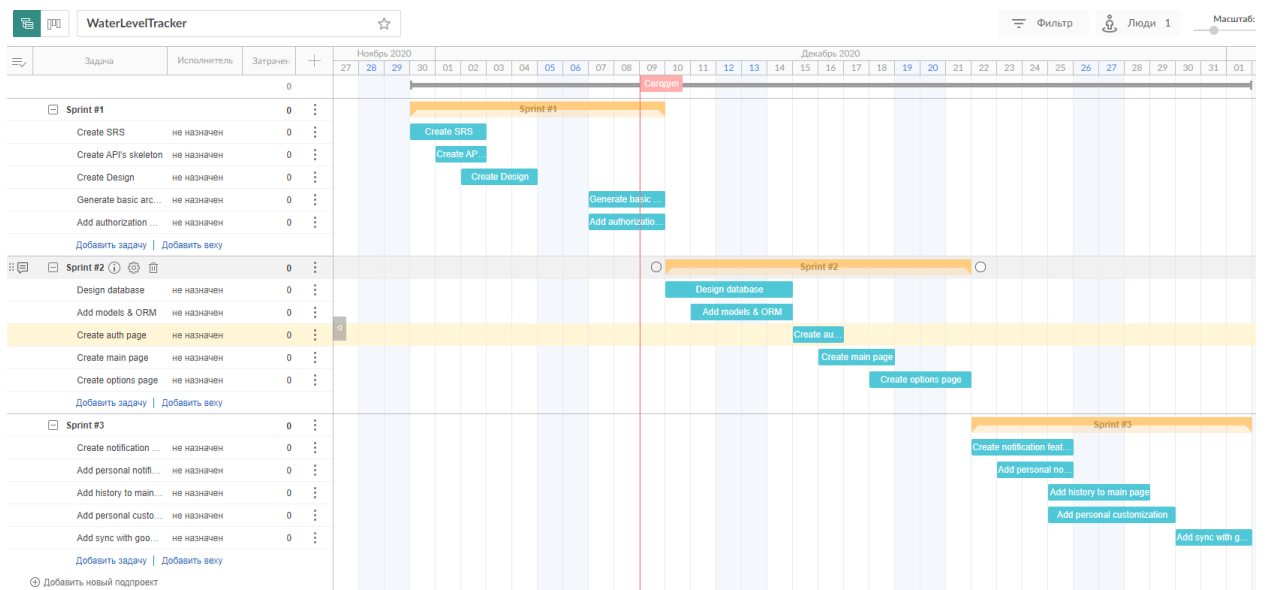 WaterLevelTracker
Фильтр Люди 1 Масштаб:
Задача Исполнитель Затрачен Ноябрь 2020 Декабрь 2020
27 28 29 30 01 02 03 04 05 06 07 08 09 10 11 12 13 14 15 16 17 18 19 20 21 22 23 24 25 26 27 28 29 30 31 01
0 Сегодня
Sprint #1 0 Sprint #1
Create SRS не назначен 0 Create SRS
Create API's skeleton не назначен 0 Create AP...
Create Design не назначен 0 Create Design
Generate basic arc... не назначен 0 Generate basic ...
Add authorization ... не назначен 0 Add authorizatio...
Добавить задачу | Добавить веху
Sprint #2 0 Sprint #2
Design database не назначен 0 Design database
Add models & ORM не назначен 0 Add models & ORM
Create auth page не назначен 0 Create au...
Create main page не назначен 0 Create main page
Create options page не назначен 0 Create options page
Добавить задачу | Добавить веху
Sprint #3 0 Sprint #3
Create notification ... не назначен 0 Create notification feat...
Add personal notifi... не назначен 0 Add personal no...
Add history to main... не назначен 0 Add history to main page
Add personal custo... не назначен 0 Add personal customization
Add sync with goo... не назначен 0 Add sync with g...
Добавить задачу | Добавить веху
Добавить новый подпроект